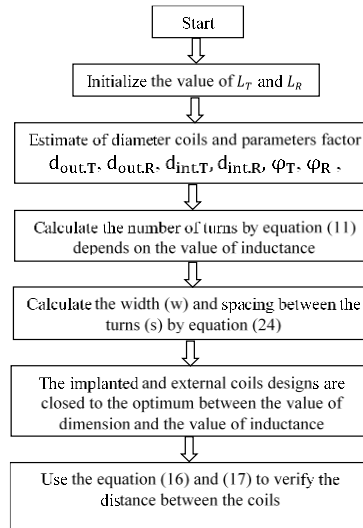 Start
Initialize the value of L_T and L_R
Estimate of diameter coils and parameters factor
d_out.T, d_out.R, d_int.T, d_int.R, φ_T, φ_R ,
Calculate the number of turns by equation (11)
depends on the value of inductance
Calculate the width (w) and spacing between the
turns (s) by equation (24)
The implanted and external coils designs are
closed to the optimum between the value of
dimension and the value of inductance
Use the equation (16) and (17) to verify the
distance between the coils